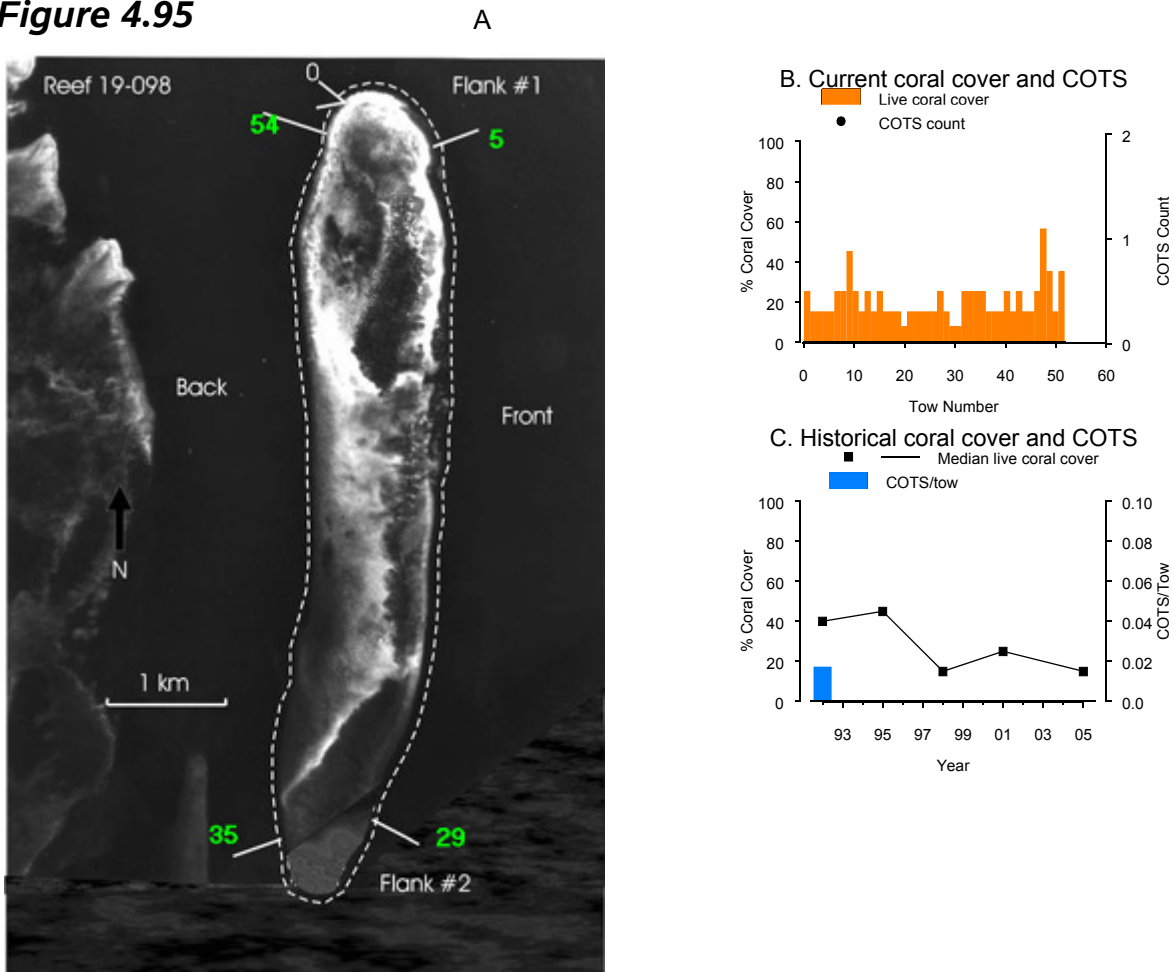 Figure 4.95
A
Reef 19-098
0
Flank #1
54
5
Back
Front
N
1 km
35
29
Flank #2
B. Current coral cover and COTS
Live coral cover
COTS count
100
80
60
40
20
0
% Coral Cover
2
1
0
COTS Count
0 10 20 30 40 50 60
Tow Number
C. Historical coral cover and COTS
Median live coral cover
COTS/tow
100
80
60
40
20
0
% Coral Cover
0.10
0.08
0.06
0.04
0.02
0.0
COTS/Tow
93 95 97 99 01 03 05
Year